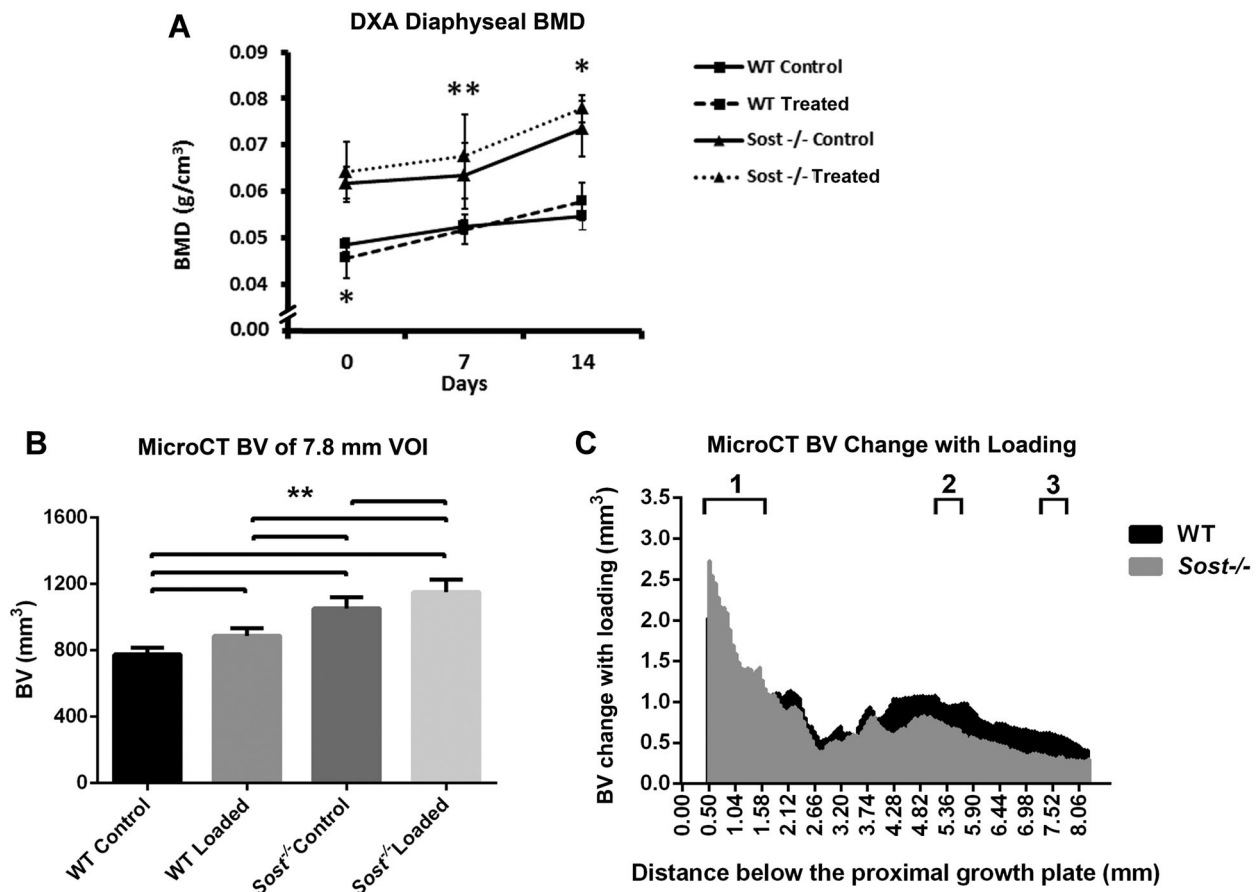 A
DXA Diaphyseal BMD
0.09
0.08
0.07
0.06
0.05
0.04
0.00
BMD (g/cm³)
*
**
*
0
7
14
Days
WT Control
WT Treated
Sost -/- Control
Sost -/- Treated
B
MicroCT BV of 7.8 mm VOI
**
1600
1200
800
400
0
BV (mm³)
WT Control
WT Loaded
Sost⁻/⁻Control
Sost⁻/⁻Loaded
C
MicroCT BV Change with Loading
1
2
3
3.5
3.0
2.5
2.0
1.5
1.0
0.5
0.0
BV change with loading (mm³)
0.00
0.50
1.04
1.58
2.12
2.66
3.20
3.74
4.28
4.82
5.36
5.90
6.44
6.98
7.52
8.06
Distance below the proximal growth plate (mm)
WT
Sost-/-